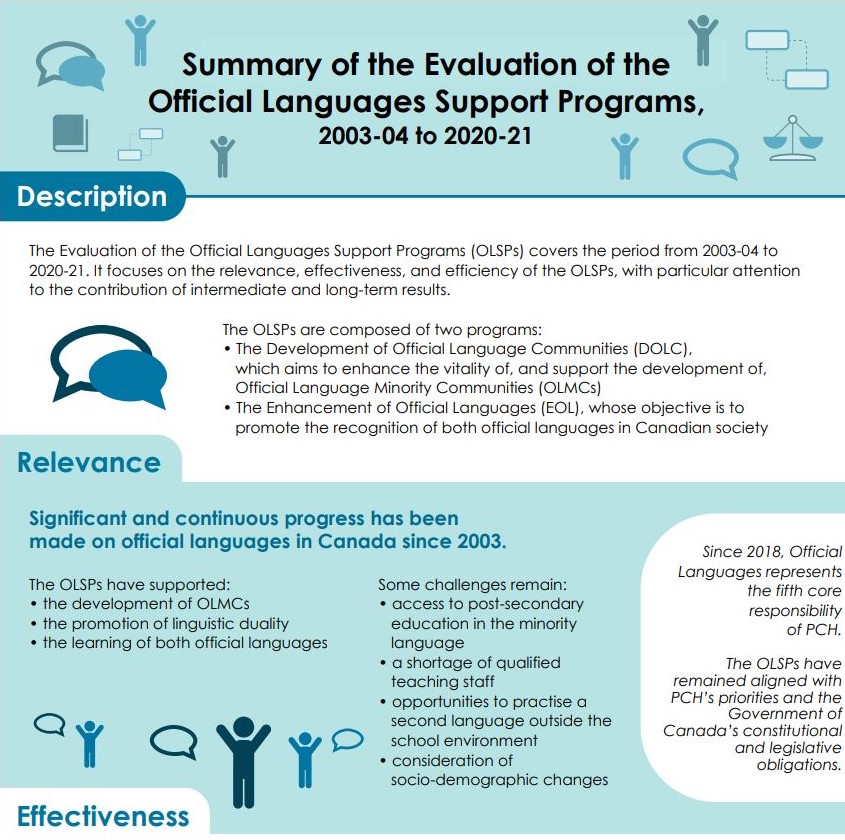 Summary of the Evaluation of the
Official Languages Support Programs,
2003-04 to 2020-21
Description
The Evaluation of the Official Languages Support Programs (OLSPs) covers the period from 2003-04 to
2020-21. It focuses on the relevance, effectiveness, and efficiency of the OLSPs, with particular attention
to the contribution of intermediate and long-term results.
The OLSPs are composed of two programs:
• The Development of Official Language Communities (DOLC),
which aims to enhance the vitality of, and support the development of,
Official Language Minority Communities (OLMCs)
• The Enhancement of Official Languages (EOL), whose objective is to
promote the recognition of both official languages in Canadian society
Relevance
Significant and continuous progress has been
made on official languages in Canada since 2003.
The OLSPs have supported:
• the development of OLMCs
• the promotion of linguistic duality
• the learning of both official languages
Some challenges remain:
• access to post-secondary
education in the minority
language
• a shortage of qualified
teaching staff
• opportunities to practise a
second language outside the
school environment
• consideration of
socio-demographic changes
Since 2018, Official
Languages represents
the fifth core
responsibility
of PCH.
The OLSPs have
remained aligned with
PCH's priorities and the
Government of
Canada's constitutional
and legislative
obligations.
Effectiveness